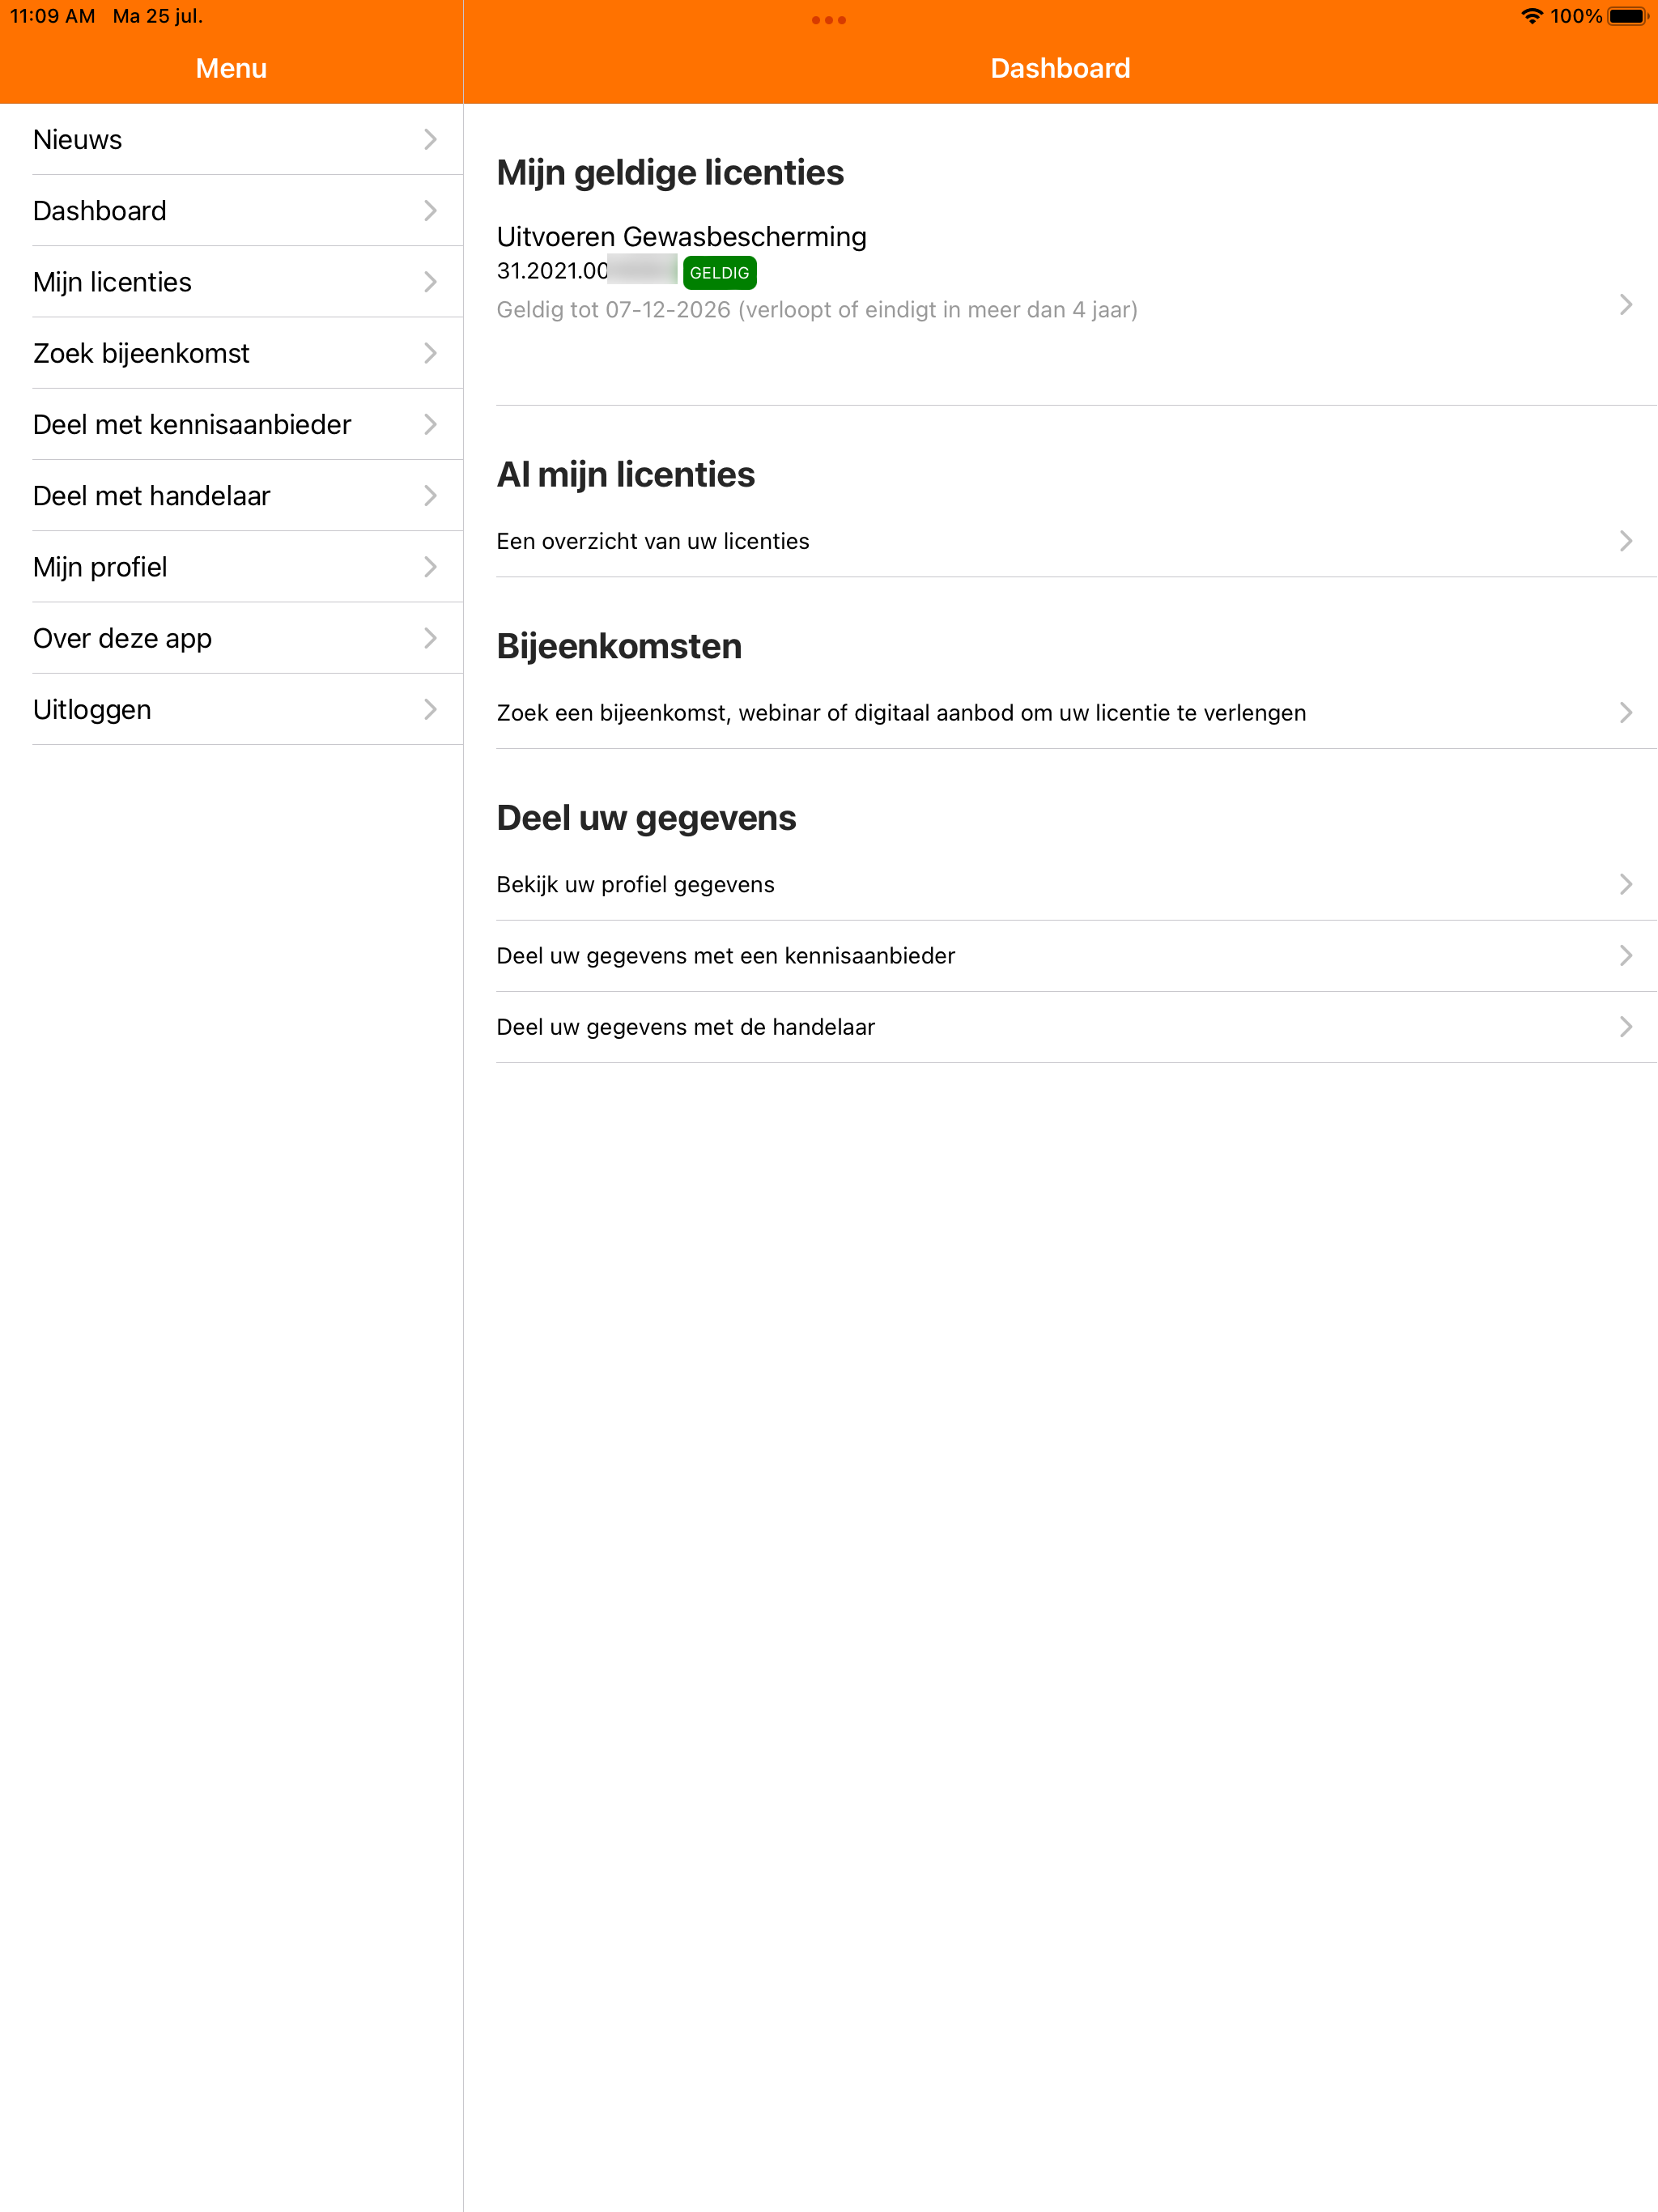 11:09 AM Ma 25 jul.
100%
Menu
Nieuws
Dashboard
Mijn licenties
Zoek bijeenkomst
Deel met kennisaanbieder
Deel met handelaar
Mijn profiel
Over deze app
Uitloggen
Dashboard
Mijn geldige licenties
Uitvoeren Gewasbescherming
31.2021.00 GELDIG
Geldig tot 07-12-2026 (verloopt of eindigt in meer dan 4 jaar)
Al mijn licenties
Een overzicht van uw licenties
Bijeenkomsten
Zoek een bijeenkomst, webinar of digitaal aanbod om uw licentie te verlengen
Deel uw gegevens
Bekijk uw profiel gegevens
Deel uw gegevens met een kennisaanbieder
Deel uw gegevens met de handelaar